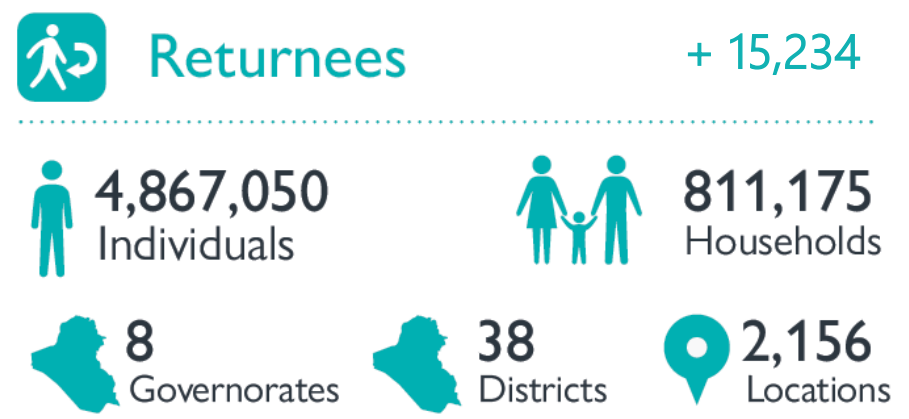 Returnees + 15,234
4,867,050 811,175
Individuals Households
8 38 2,156
Governorates Districts Locations